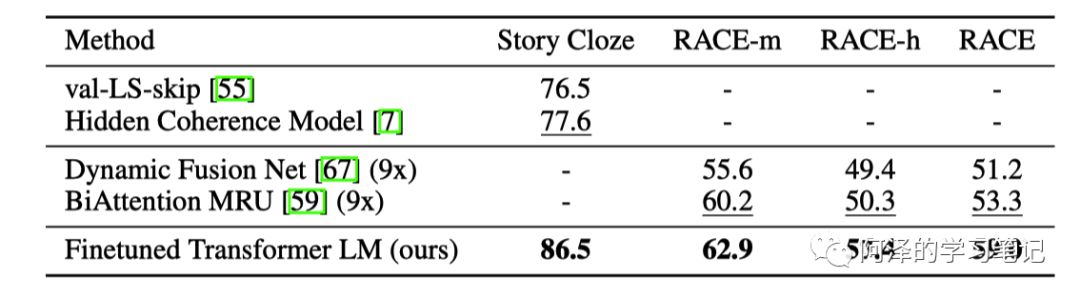 Method Story Cloze RACE-m RACE-h RACE
val-LS-skip [55] 76.5 - - -
Hidden Coherence Model [7] 77.6 - - -
Dynamic Fusion Net [67] (9x) - 55.6 49.4 51.2
BiAttention MRU [59] (9x) - 60.2 50.3 53.3
Finetuned Transformer LM (ours) 86.5 62.9
阿泽的学习笔记